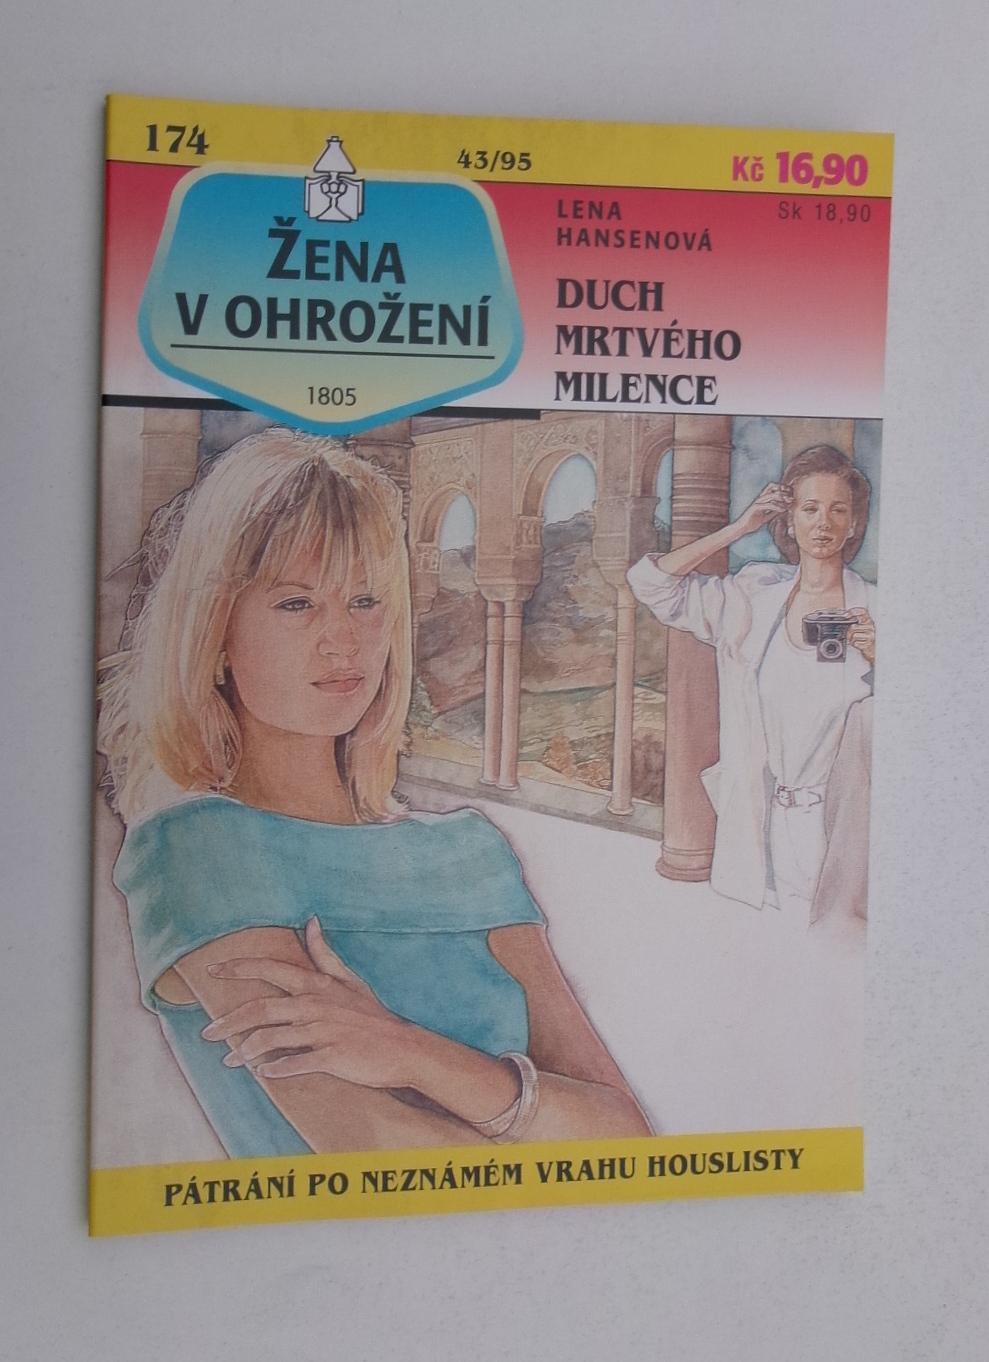 174
43/95
Kč 16,90
Sk 18,90
ŽENA
V OHROŽENÍ
1805
LENA
HANSENOVÁ
DUCH
MRTVÉHO
MILENCE
PÁTRÁNÍ PO NEZNÁMÉM VRAHU HOUSLISTY